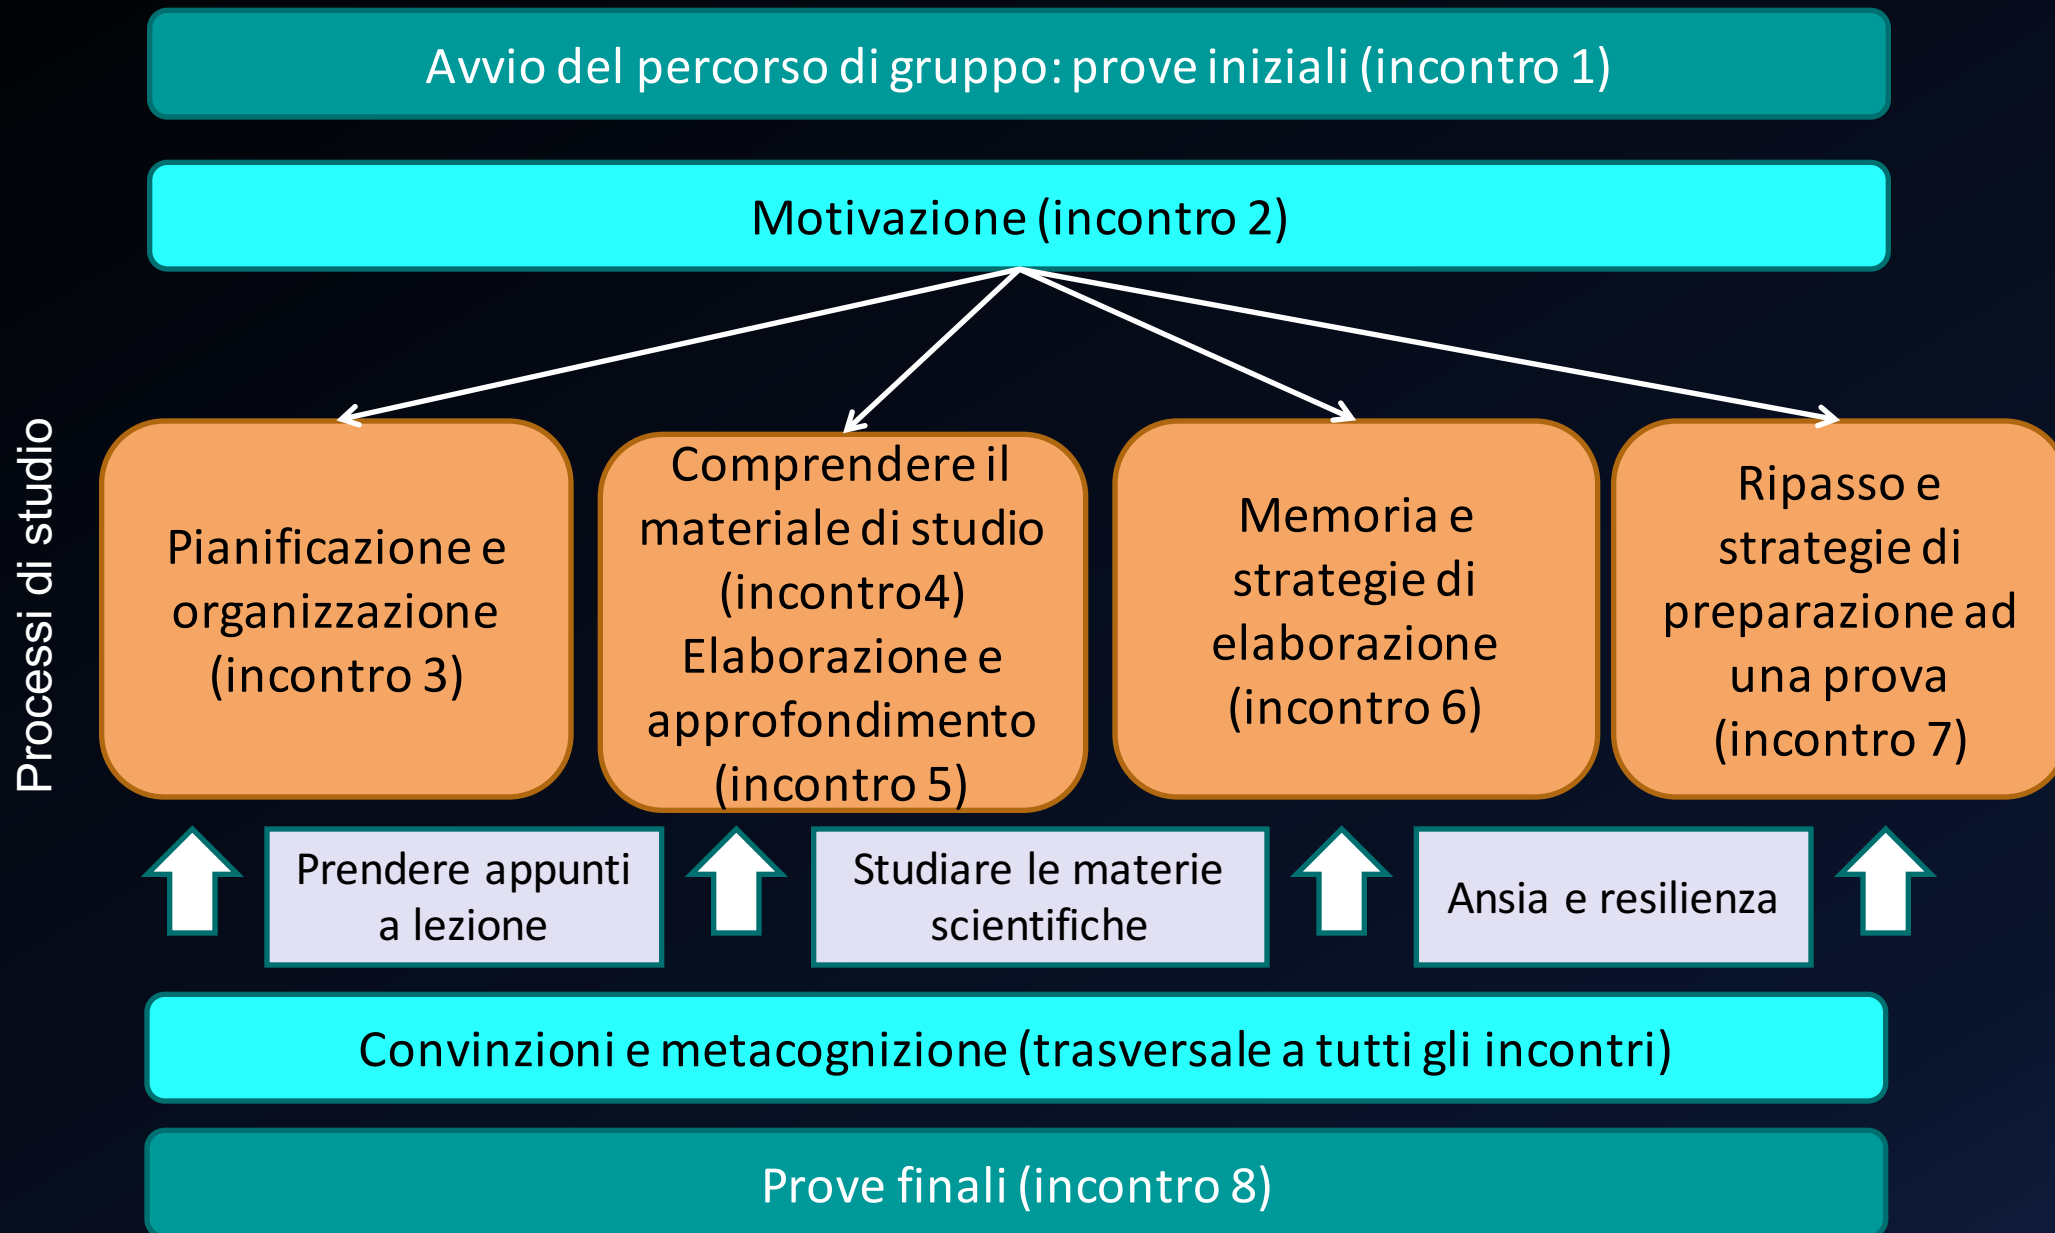 Avvio del percorso di gruppo: prove iniziali (incontro 1)
Motivazione (incontro 2)
Processi di studio
Pianificazione e
organizzazione
(incontro 3)
Comprendere il
materiale di studio
(incontro4)
Elaborazione e
approfondimento
(incontro 5)
Memoria e
strategie di
elaborazione
(incontro 6)
Ripasso e
strategie di
preparazione ad
una prova
(incontro 7)
Prendere appunti
a lezione
Studiare le materie
scientifiche
Ansia e resilienza
Convinzioni e metacognizione (trasversale a tutti gli incontri)
Prove finali (incontro 8)